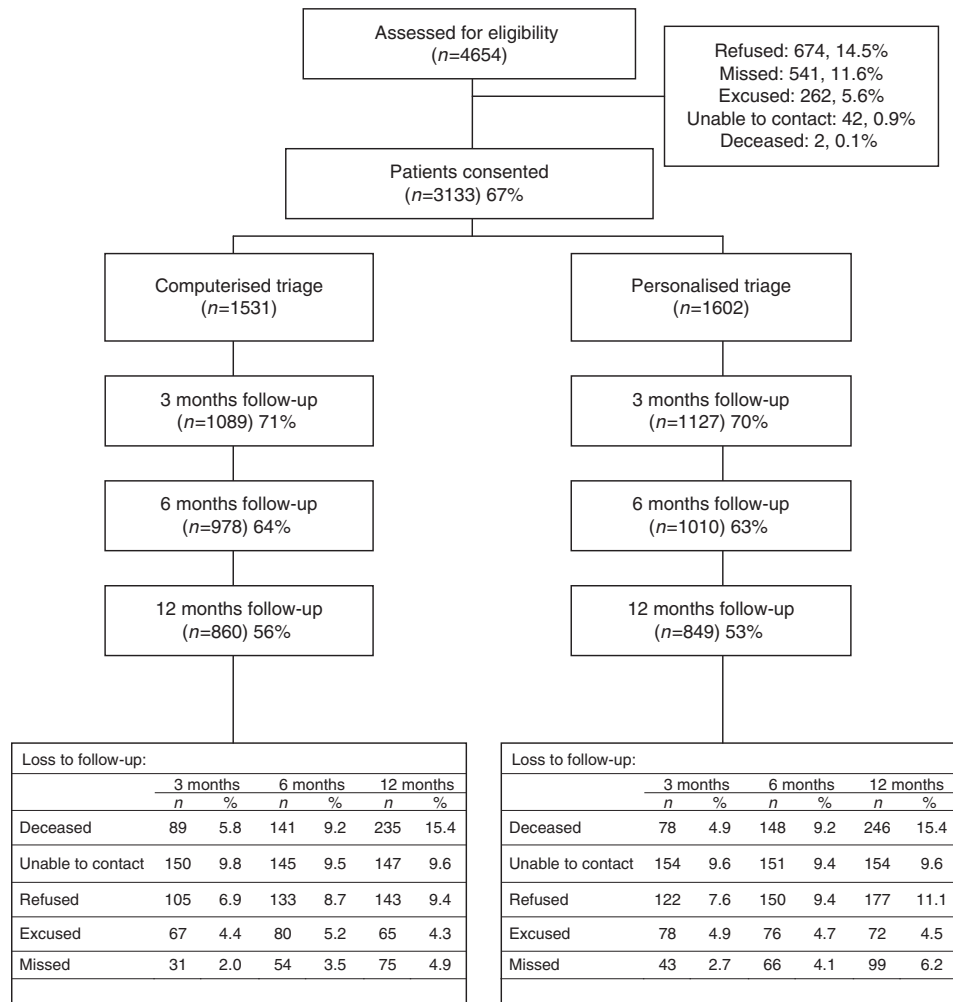 Assessed for eligibility
(n=4654)
Refused: 674, 14.5%
Missed: 541, 11.6%
Excused: 262, 5.6%
Unable to contact: 42, 0.9%
Deceased: 2, 0.1%
Patients consented
(n=3133) 67%
Computerised triage
(n=1531)
Personalised triage
(n=1602)
3 months follow-up
(n=1089) 71%
3 months follow-up
(n=1127) 70%
6 months follow-up
(n=978) 64%
6 months follow-up
(n=1010) 63%
12 months follow-up
(n=860) 56%
12 months follow-up
(n=849) 53%
Loss to follow-up:
3 months 6 months 12 months
n % n % n %
Deceased 89 5.8 141 9.2 235 15.4
Unable to contact 150 9.8 145 9.5 147 9.6
Refused 105 6.9 133 8.7 143 9.4
Excused 67 4.4 80 5.2 65 4.3
Missed 31 2.0 54 3.5 75 4.9
Loss to follow-up:
3 months 6 months 12 months
n % n % n %
Deceased 78 4.9 148 9.2 246 15.4
Unable to contact 154 9.6 151 9.4 154 9.6
Refused 122 7.6 150 9.4 177 11.1
Excused 78 4.9 76 4.7 72 4.5
Missed 43 2.7 66 4.1 99 6.2